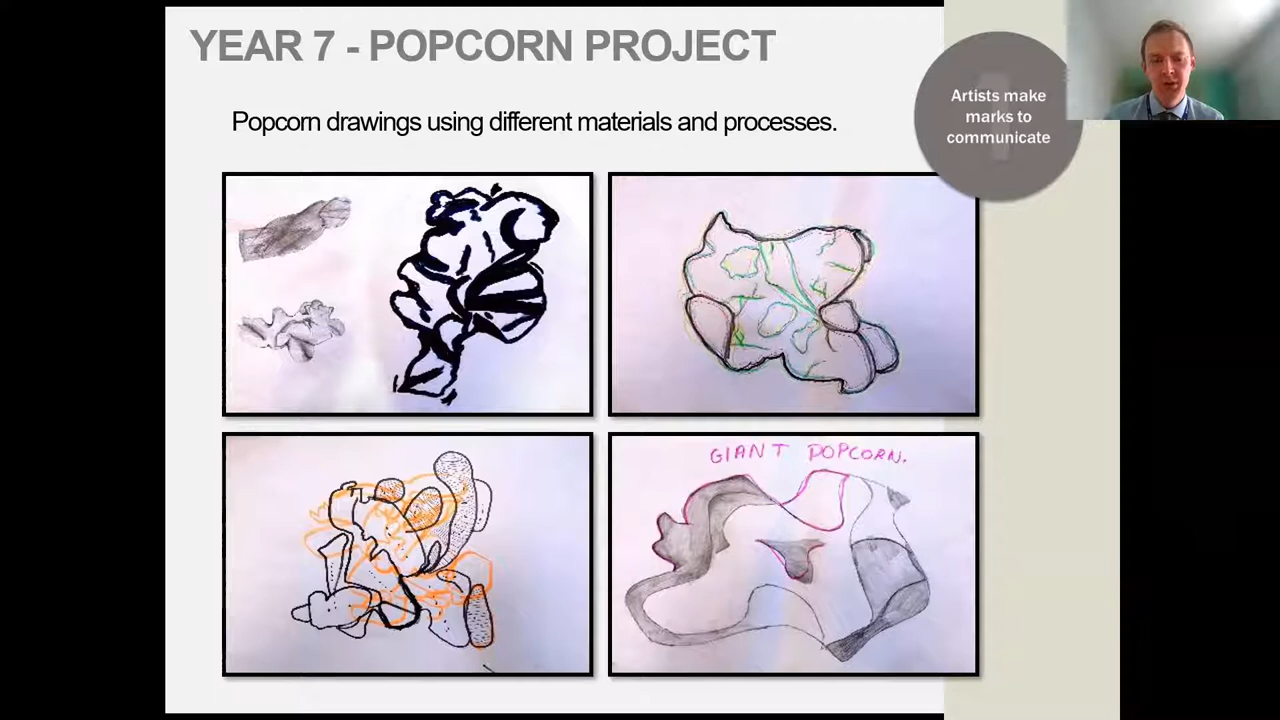 YEAR 7 - POPCORN PROJECT
Popcorn drawings using different materials and processes.
Artists make
marks to
communicate
GIANT POPCORN.